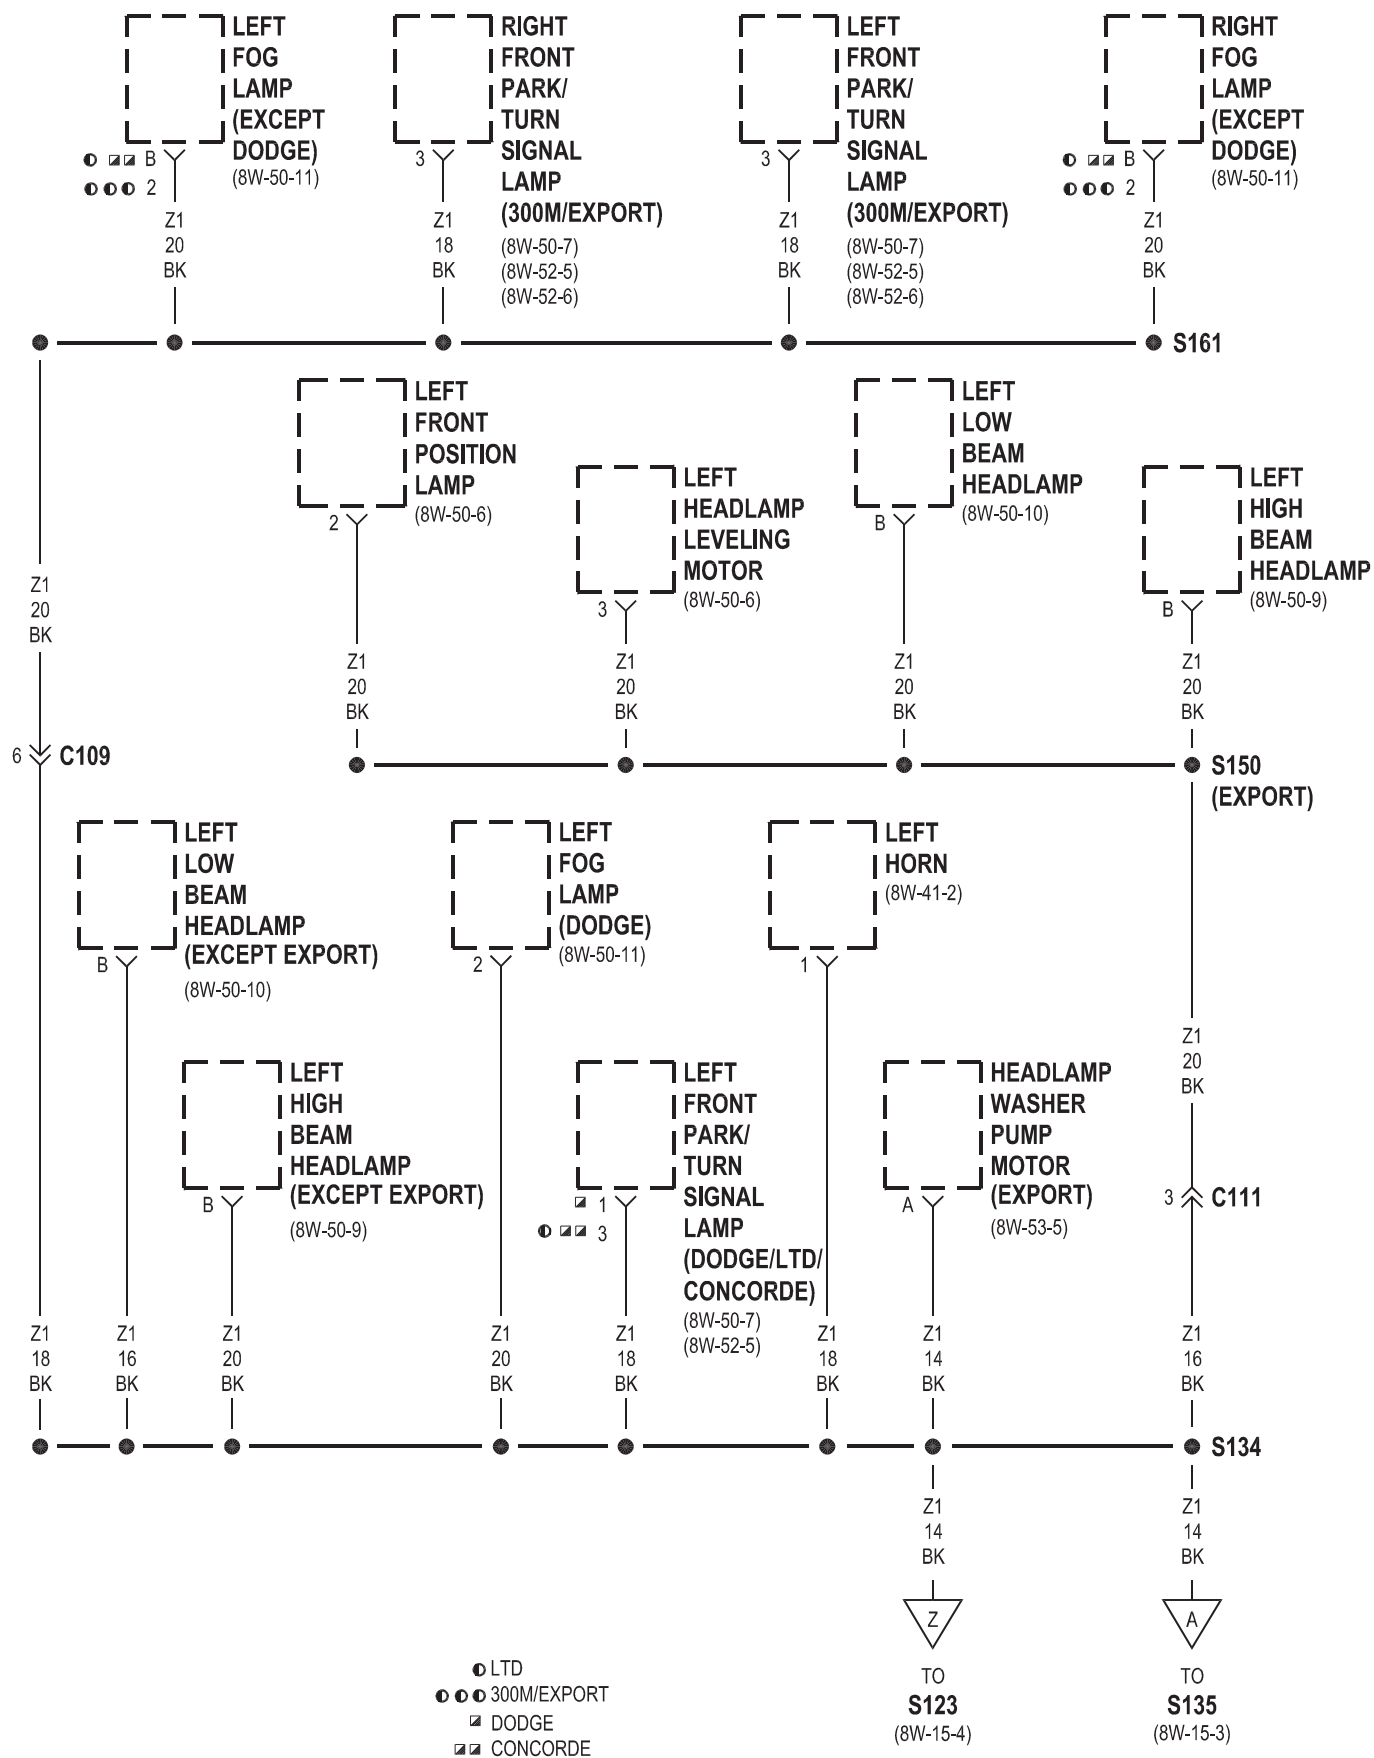 LEFT
FOG
LAMP
(EXCEPT
DODGE)
(8W-50-11)
B
2
Z1
20
BK
RIGHT
FRONT
PARK/
TURN
SIGNAL
LAMP
(300M/EXPORT)
(8W-50-7)
(8W-52-5)
(8W-52-6)
3
Z1
18
BK
LEFT
FRONT
PARK/
TURN
SIGNAL
LAMP
(300M/EXPORT)
(8W-50-7)
(8W-52-5)
(8W-52-6)
3
Z1
18
BK
RIGHT
FOG
LAMP
(EXCEPT
DODGE)
(8W-50-11)
B
2
Z1
20
BK
S161
LEFT
FRONT
POSITION
LAMP
(8W-50-6)
2
Z1
20
BK
LEFT
HEADLAMP
LEVELING
MOTOR
(8W-50-6)
3
Z1
20
BK
LEFT
LOW
BEAM
HEADLAMP
(8W-50-10)
B
Z1
20
BK
LEFT
HIGH
BEAM
HEADLAMP
(8W-50-9)
B
Z1
20
BK
Z1
20
BK
6
C109
S150
(EXPORT)
LEFT
LOW
BEAM
HEADLAMP
(EXCEPT EXPORT)
(8W-50-10)
B
LEFT
FOG
LAMP
(DODGE)
(8W-50-11)
2
LEFT
HORN
(8W-41-2)
1
LEFT
HIGH
BEAM
HEADLAMP
(EXCEPT EXPORT)
(8W-50-9)
B
LEFT
FRONT
PARK/
TURN
SIGNAL
LAMP
(DODGE/LTD/
CONCORDE)
(8W-50-7)
(8W-52-5)
1
3
HEADLAMP
WASHER
PUMP
MOTOR
(EXPORT)
(8W-53-5)
A
Z1
20
BK
3
C111
Z1
18
BK
Z1
16
BK
Z1
20
BK
Z1
20
BK
Z1
18
BK
Z1
18
BK
Z1
14
BK
Z1
16
BK
S134
Z1
14
BK
Z
TO
S123
(8W-15-4)
Z1
14
BK
A
TO
S135
(8W-15-3)
LTD
300M/EXPORT
DODGE
CONCORDE